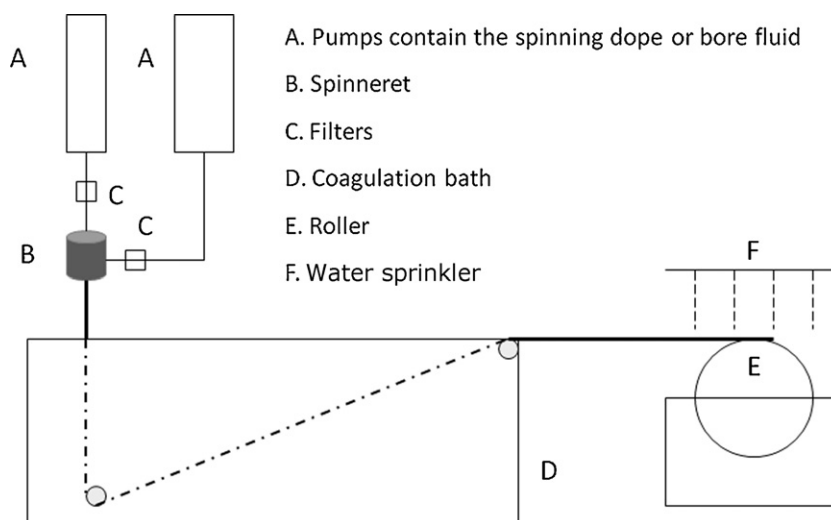 A. Pumps contain the spinning dope or bore fluid
A
A
B. Spinneret
C. Filters
C
D. Coagulation bath
C
E. Roller
B
F
F. Water sprinkler
E
D